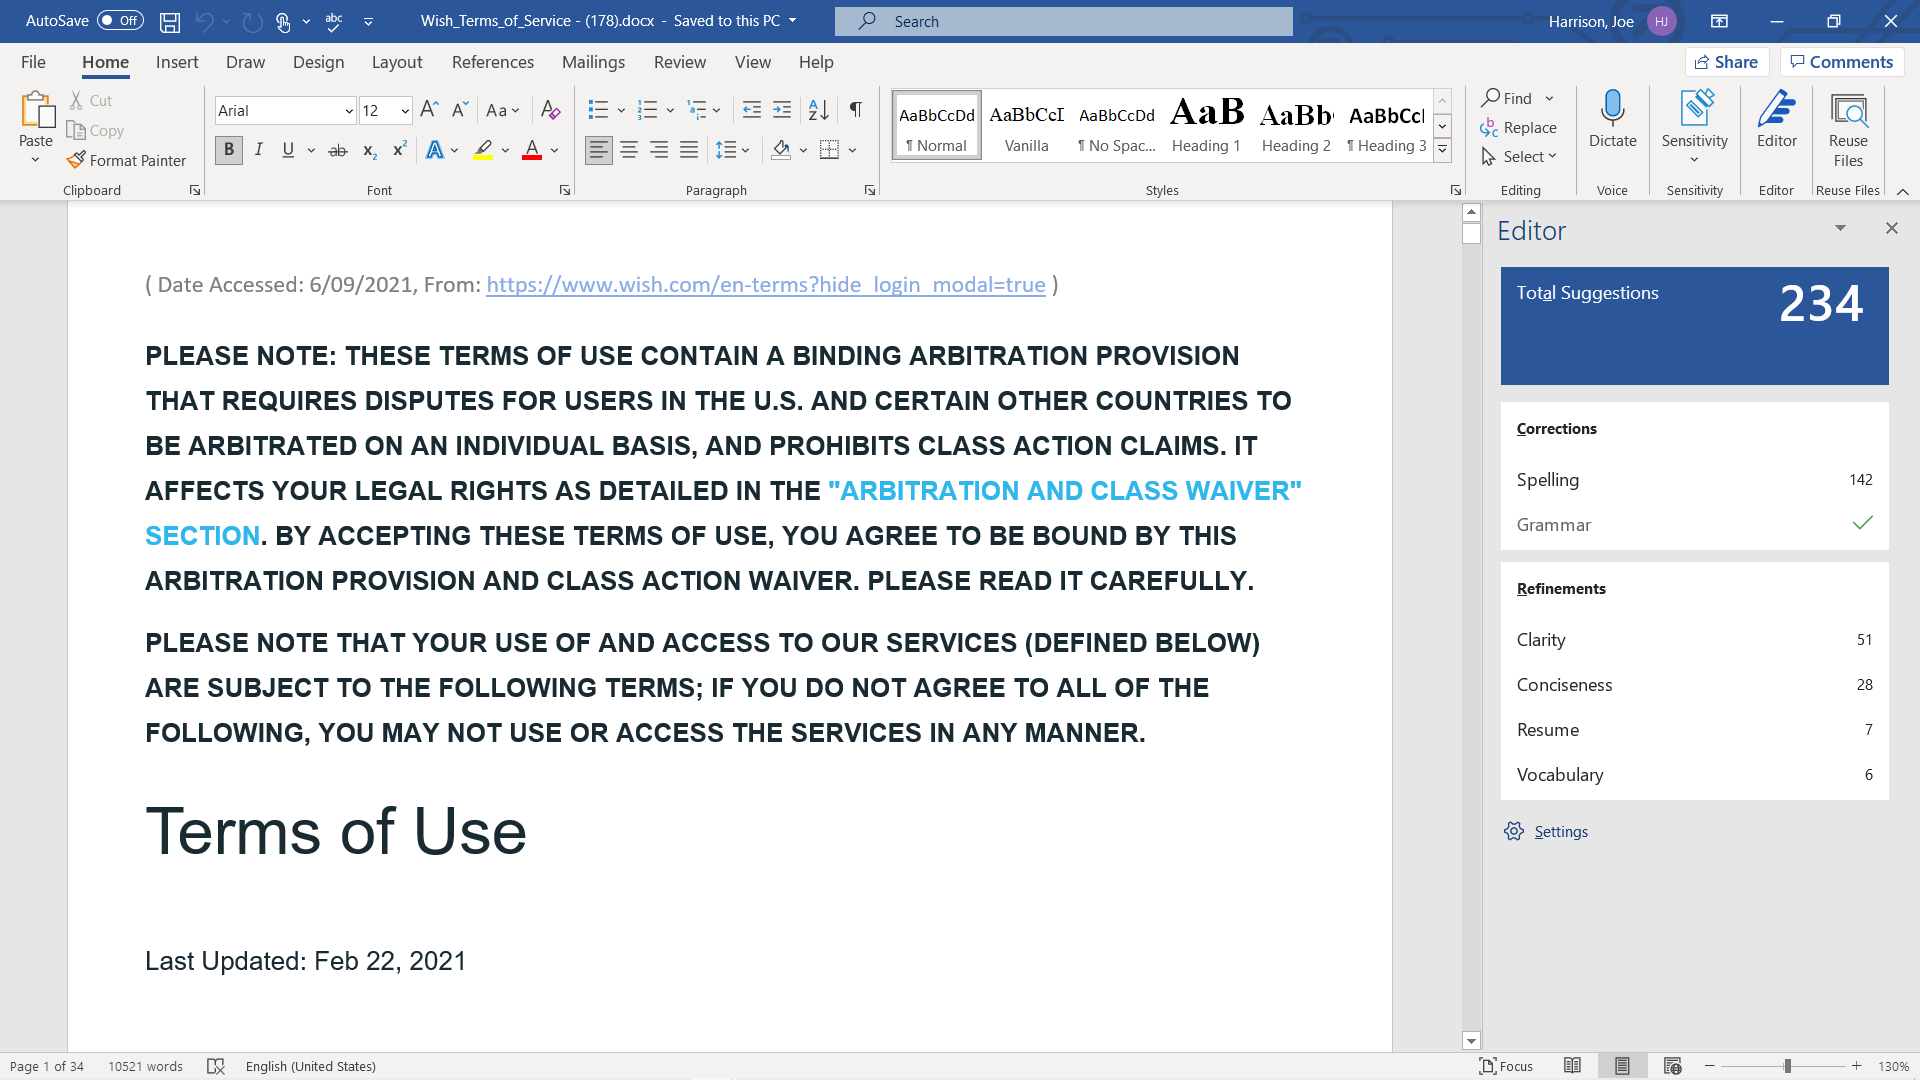 AutoSave Off Wish_Terms_of_Service - (178).docx - Saved to this PC Search Harrison, Joe HJ
File Home Insert Draw Design Layout References Mailings Review View Help Share Comments
Paste
Cut
Copy
Format Painter
Clipboard
Arial 12
Font
Paragraph
AaBbCcDd AaBbCcI AaBbCcDd AaB AaBb AaBbCcI
¶ Normal Vanilla ¶ No Spac... Heading 1 Heading 2 ¶ Heading 3
Styles
Find
Replace
Select
Editing
Dictate
Voice
Sensitivity
Sensitivity
Editor
Editor
Reuse
Files
Reuse Files
( Date Accessed: 6/09/2021, From: https://www.wish.com/en-terms?hide_login_modal=true )
PLEASE NOTE: THESE TERMS OF USE CONTAIN A BINDING ARBITRATION PROVISION
THAT REQUIRES DISPUTES FOR USERS IN THE U.S. AND CERTAIN OTHER COUNTRIES TO
BE ARBITRATED ON AN INDIVIDUAL BASIS, AND PROHIBITS CLASS ACTION CLAIMS. IT
AFFECTS YOUR LEGAL RIGHTS AS DETAILED IN THE "ARBITRATION AND CLASS WAIVER"
SECTION. BY ACCEPTING THESE TERMS OF USE, YOU AGREE TO BE BOUND BY THIS
ARBITRATION PROVISION AND CLASS ACTION WAIVER. PLEASE READ IT CAREFULLY.
PLEASE NOTE THAT YOUR USE OF AND ACCESS TO OUR SERVICES (DEFINED BELOW)
ARE SUBJECT TO THE FOLLOWING TERMS; IF YOU DO NOT AGREE TO ALL OF THE
FOLLOWING, YOU MAY NOT USE OR ACCESS THE SERVICES IN ANY MANNER.
Terms of Use
Last Updated: Feb 22, 2021
Editor
Total Suggestions 234
Corrections
Spelling 142
Grammar
Refinements
Clarity 51
Conciseness 28
Resume 7
Vocabulary 6
Settings
Page 1 of 34 10521 words English (United States) Focus 130%